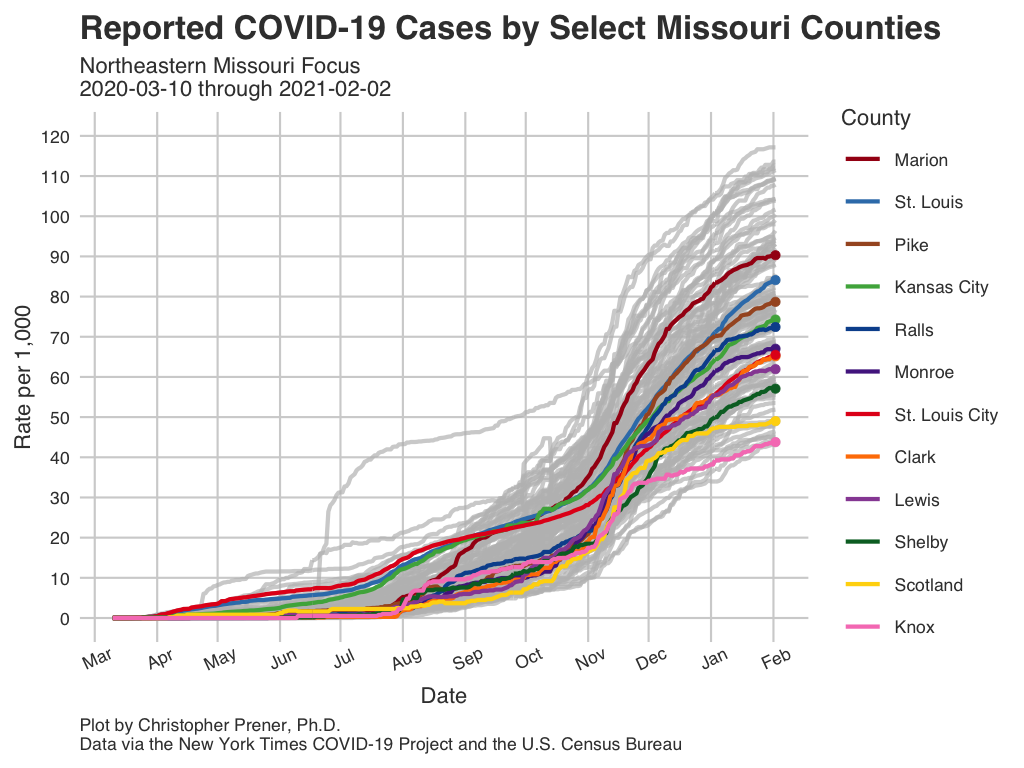 Reported COVID-19 Cases by Select Missouri Counties
Northeastern Missouri Focus
2020-03-10 through 2021-02-02
County
Marion
St. Louis
Pike
Kansas City
Ralls
Monroe
St. Louis City
Clark
Lewis
Shelby
Scotland
Knox
Rate per 1,000
120
110
100
90
80
70
60
50
40
30
20
10
0
Mar
Apr
May
Jun
Jul
Aug
Sep
Oct
Nov
Dec
Jan
Feb
Date
Plot by Christopher Prener, Ph.D.
Data via the New York Times COVID-19 Project and the U.S. Census Bureau